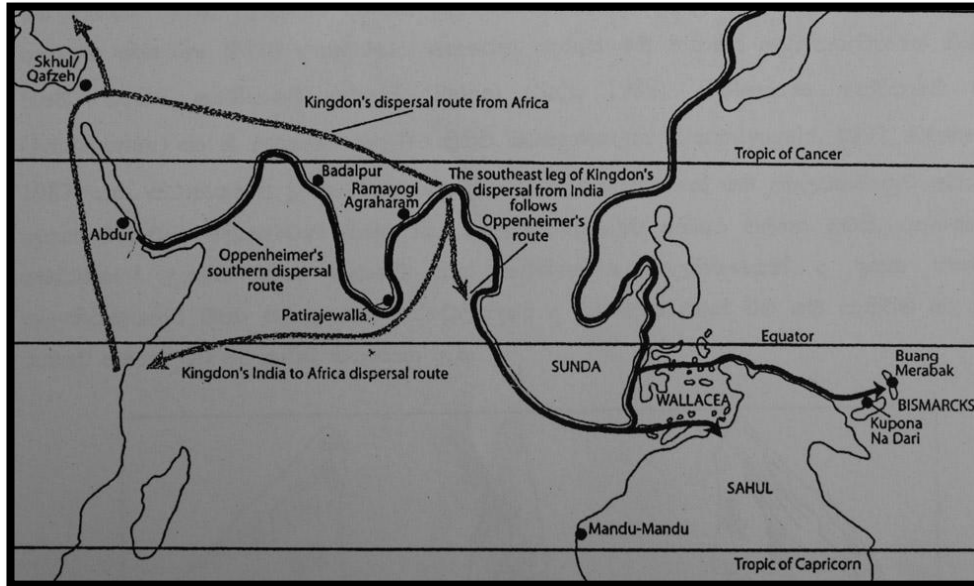 Skhul/
Qafzeh
Kingdon's dispersal route from Africa
Tropic of Cancer
Badalpur
Ramayogi
Agraharam
The southeast leg of Kingdon's
dispersal from India
follows
Oppenheimer's
route
Abdur
Oppenheimer's
southern dispersal
route
Patirajewalla
Equator
SUNDA
Buang
Merabak
Kingdon's India to Africa dispersal route
WALLACEA
BISMARCKS
Kupona
Na Dari
SAHUL
Mandu-Mandu
Tropic of Capricorn